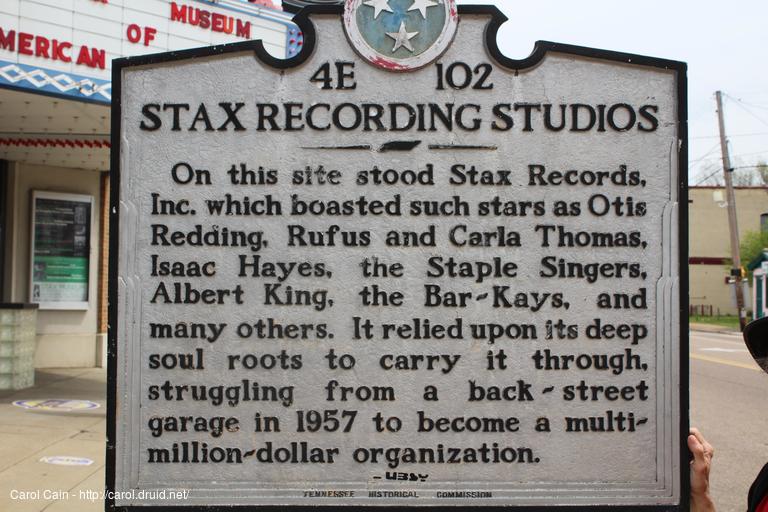 MUSEUM
OF
MERICAN
4E 102
STAX RECORDING STUDIOS
On this site stood Stax Records,
Inc. which boasted such stars as Otis
Redding, Rufus and Carla Thomas,
Isaac Hayes, the Staple Singers,
Albert King, the Bar-Kays, and
many others. It relied upon its deep
soul roots to carry it through,
struggling from a back-street
garage in 1957 to become a multi-
million-dollar organization.
TENNESSEE HISTORICAL COMMISSION
Carol Cain - http://carol.druid.net/